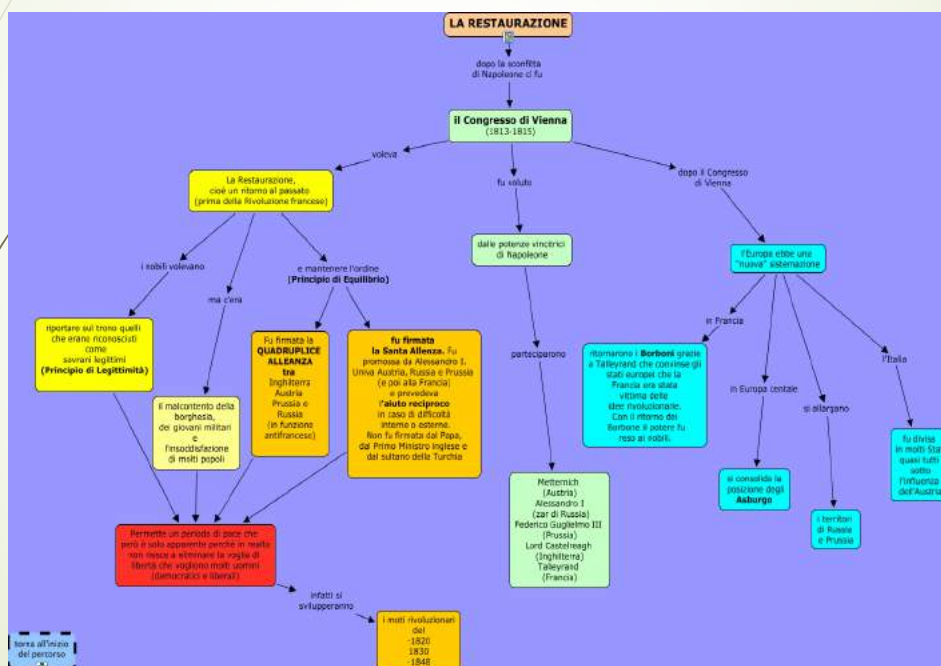 LA RESTAURAZIONE
dopo la sconfitta
di Napoleone ci fu
il Congresso di Vienna
(1813-1815)
voleva
La Restaurazione,
cioè un ritorno al passato
(prima della Rivoluzione francese)
i nobili volevano
riportare sul trono quelli
che erano riconosciti
come
sovrani legittimi
(Principio di Legittimità)
ma c'era
il malcontento della
borghesia,
dei giovani militari
e
l'insoddisfazione
di molti popoli
e mantenere l'ordine
(Principio di Equilibrio)
Fu firmata la
QUADRUPLICE
ALLEANZA
tra
Inghilterra
Austria
Prussia e
Russia
(in funzione
antifrancese)
fu firmata
la Santa Allenza. Fu
promossa da Alessandro I.
Univa Austria, Russia e Prussia
(e poi alla Francia)
e prevedeva
l'aiuto reciproco
in caso di difficoltà
interne o esterne.
Non fu firmata dal Papa,
dal Primo Ministro inglese e
dal sultano della Turchia
Permette un periodo di pace che
però è solo apparente perchè in realtà
non riesce a eliminare la voglia di
libertà che vogliono molti uomini
(democratici e liberali)
infatti si
svilupperanno
i moti rivoluzionari
del
-1820
1830
-1848
fu voluto
dalle potenze vincitrici
di Napoleone
parteciparono
Metternich
(Austria)
Alessandro I
(zar di Russia)
Federico Guglielmo III
(Prussia)
Lord Castelreagh
(Inghilterra)
Talleyrand
(Francia)
dopo il Congresso
di Vienna
l'Europa ebbe una
"nuova" sistemazione
in Francia
ritornarono i Borboni grazie
a Talleyrand che convinse gli
stati europei che la
Francia era stata
vittima delle
idee rivoluzionarie.
Con il ritorno dei
Borbone il potere fu
reso ai nobili.
in Europa centale
si consolida la
posizione degli
Asburgo
si allargano
i territori
di Russia
e Prussia
l'Italia
fu divisa
in molti Stati
quasi tutti
sotto
l'influenza
dell'Austria
torna all'inizio
del percorso